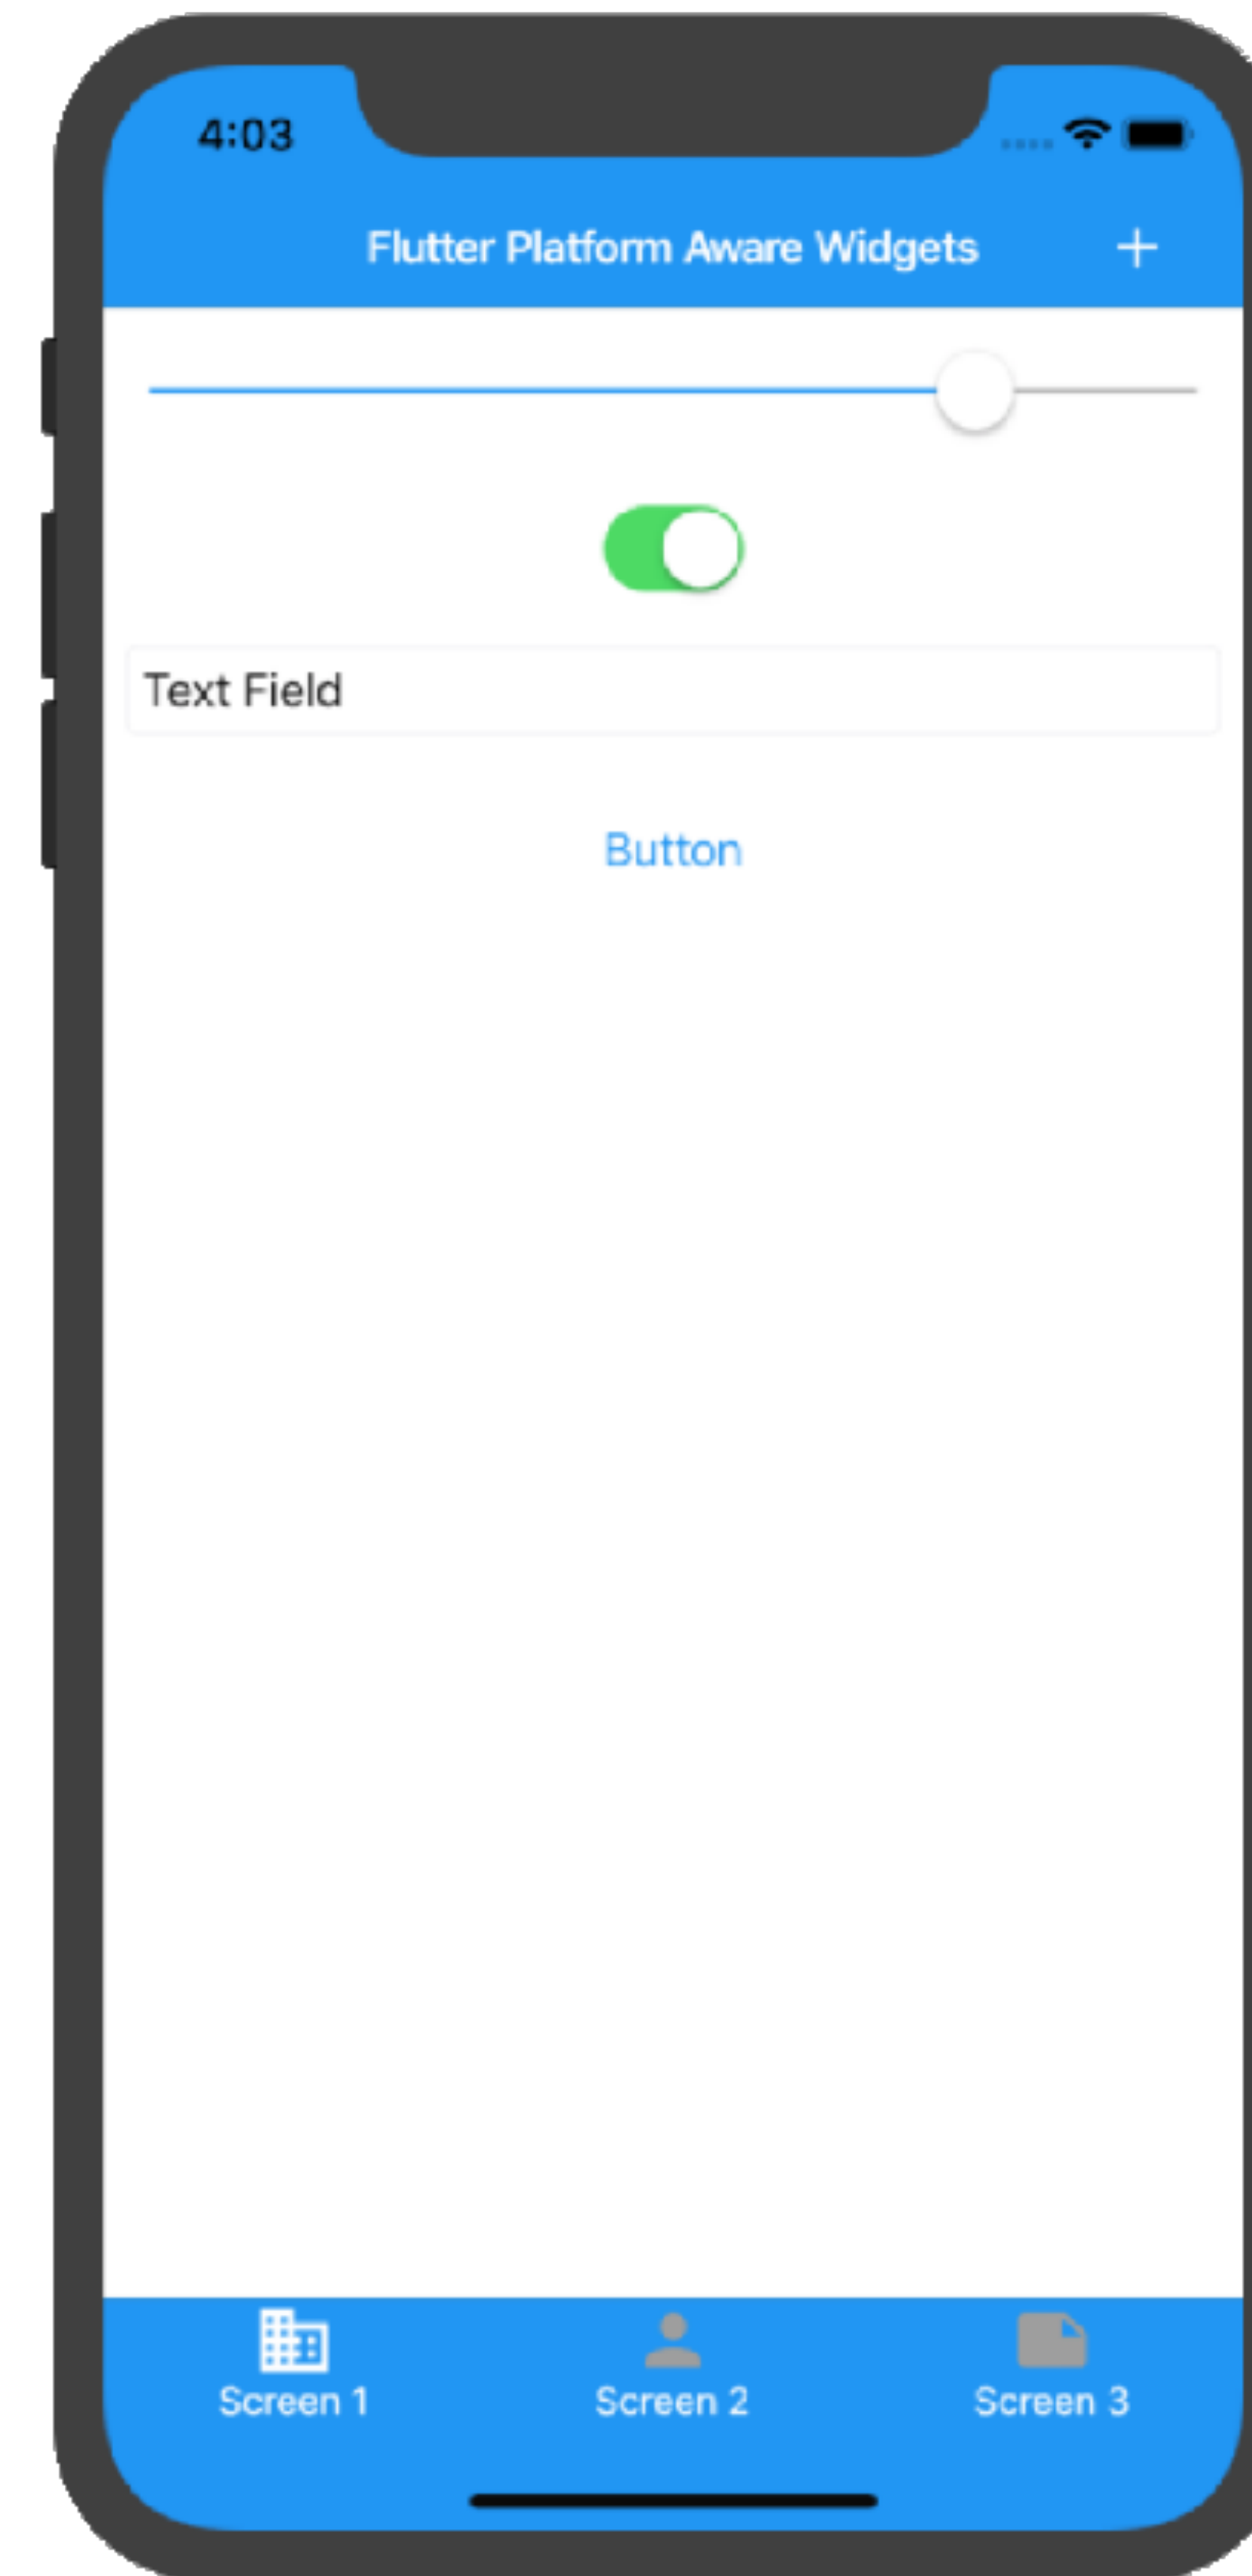 4:03
Flutter Platform Aware Widgets
Text Field
Button
Screen 1
Screen 2
Screen 3